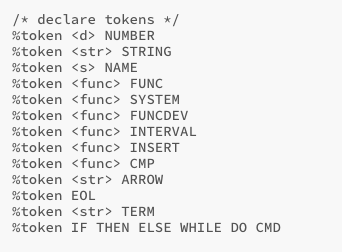 /* declare tokens */
%token <d> NUMBER
%token <str> STRING
%token <s> NAME
%token <func> FUNC
%token <func> SYSTEM
%token <func> FUNCDEV
%token <func> INTERVAL
%token <func> INSERT
%token <func> CMP
%token <str> ARROW
%token EOL
%token <str> TERM
%token IF THEN ELSE WHILE DO CMD